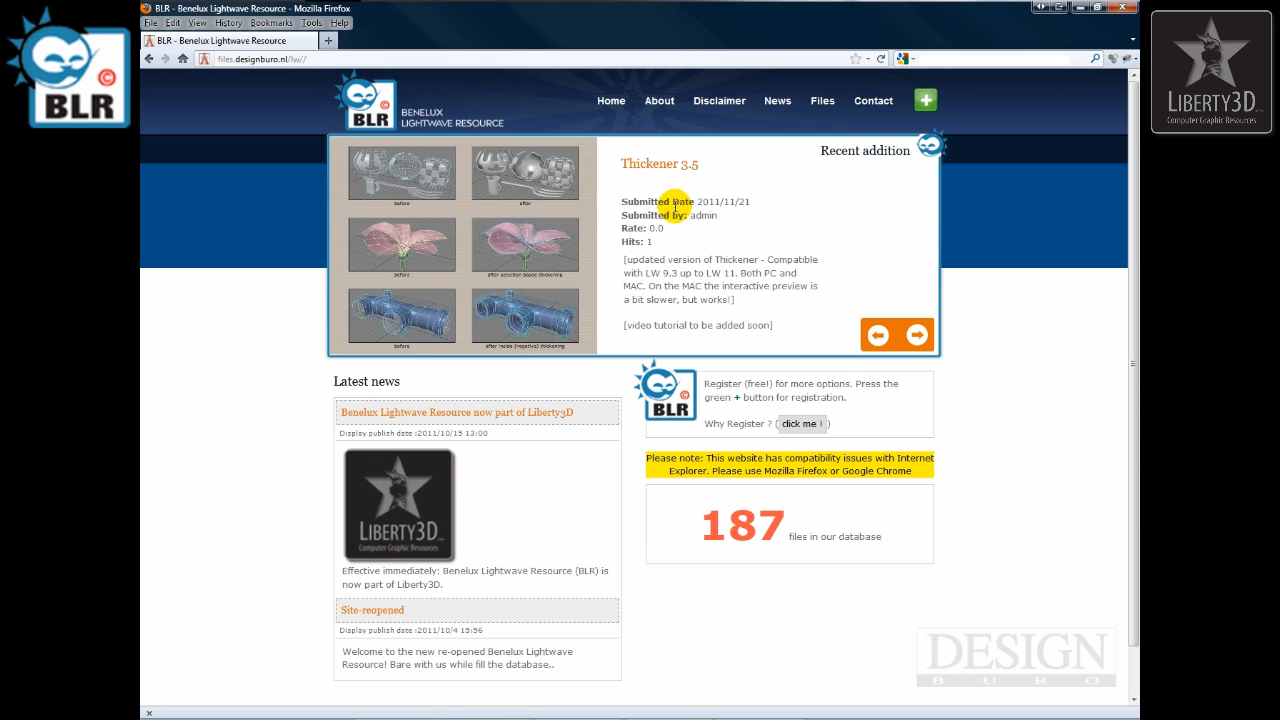 BLR - Benelux Lightwave Resource - Mozilla Firefox
File Edit View History Bookmarks Tools Help
BLR - Benelux Lightwave Resource
files.designburo.nl/lw//
BLR
©
LIBERTY3D
Computer Graphic Resources
BLR
©
BENELUX
LIGHTWAVE RESOURCE
Home About Disclaimer News Files Contact
before
after
before
after selection based thickening
before
after inside (negative) thickening
Recent addition
Thickener 3.5
Submitted Date 2011/11/21
Submitted by: admin
Rate: 0.0
Hits: 1
[updated version of Thickener - Compatible
with LW 9.3 up to LW 11. Both PC and
MAC. On the MAC the interactive preview is
a bit slower, but works!]
[video tutorial to be added soon]
Latest news
Benelux Lightwave Resource now part of Liberty3D
Display publish date :2011/10/15 13:00
LIBERTY3D
Computer Graphic Resources
Effective immediately: Benelux Lightwave Resource (BLR) is
now part of Liberty3D.
Site-reopened
Display publish date :2011/10/4 15:56
Welcome to the new re-opened Benelux Lightwave
Resource! Bare with us while fill the database..
BLR
©
Register (free!) for more options. Press the
green + button for registration.
Why Register ? ( click me ! )
Please note: This website has compatibility issues with Internet
Explorer. Please use Mozilla Firefox or Google Chrome
187 files in our database
DESIGN
BURO